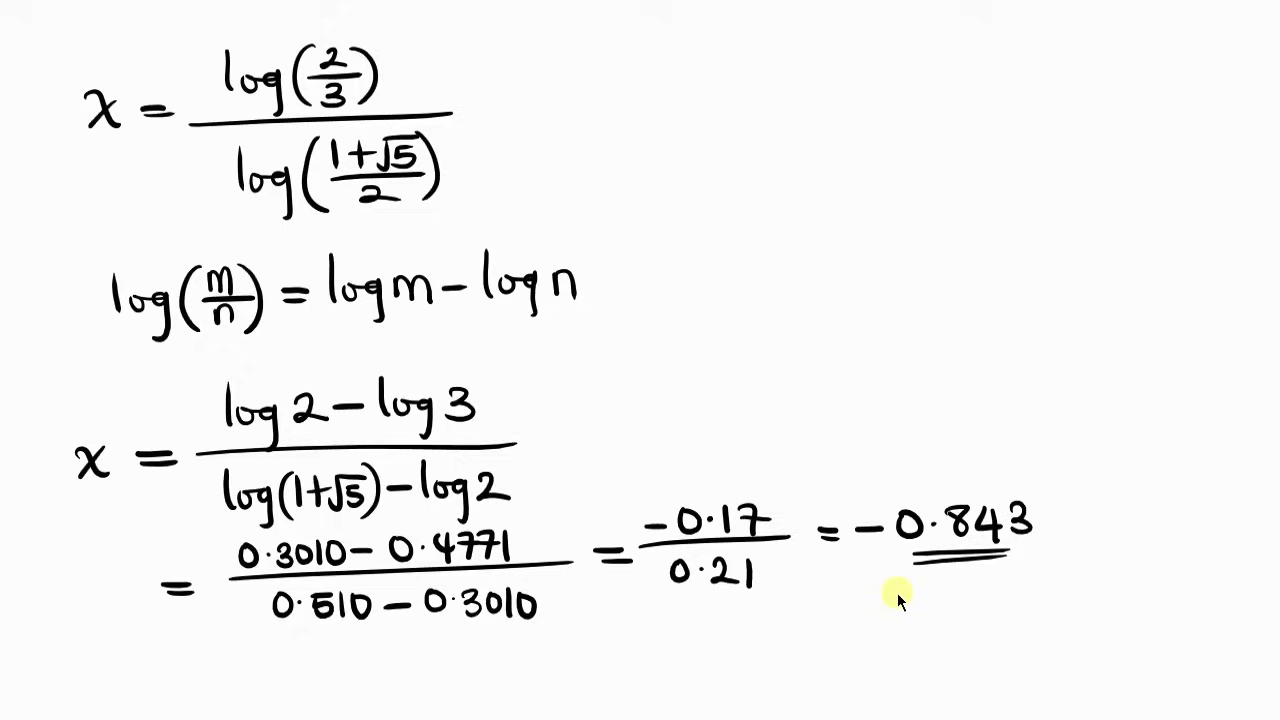 x = log(2/3) / log((1+√5)/2)
log(m/n) = log m − log n
x = (log 2 − log 3) / (log(1+√5) − log 2)
= (0.3010 − 0.4771) / (0.510 − 0.3010) = −0.17 / 0.21 = −0.843